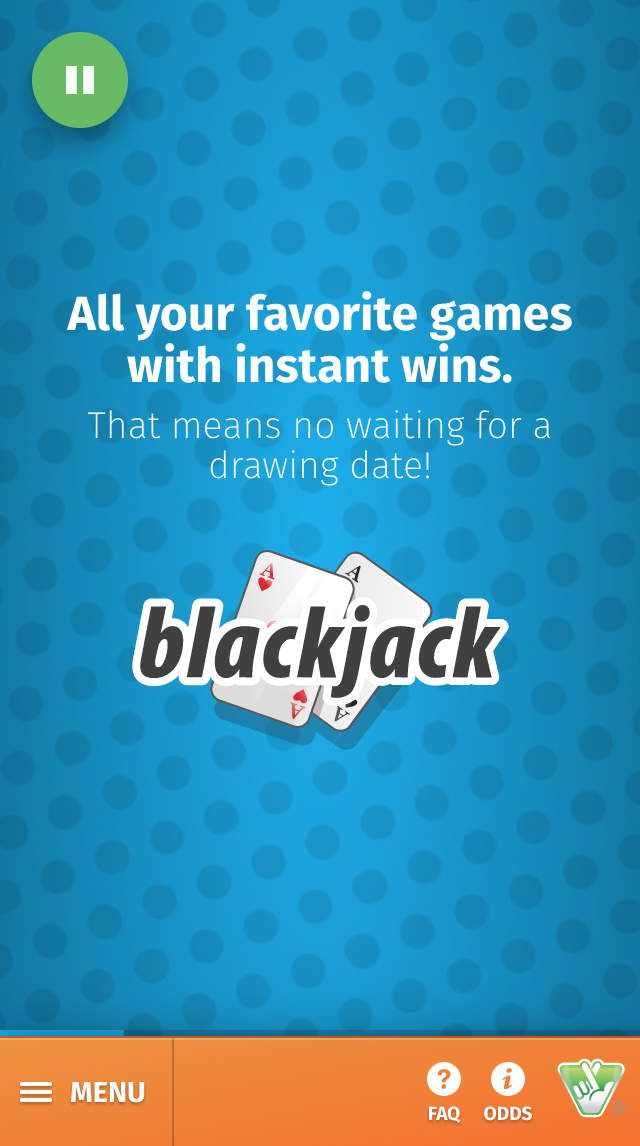 All your favorite games
with instant wins.
That means no waiting for a
drawing date!
A A
blackjack
A A
MENU
FAQ
ODDS